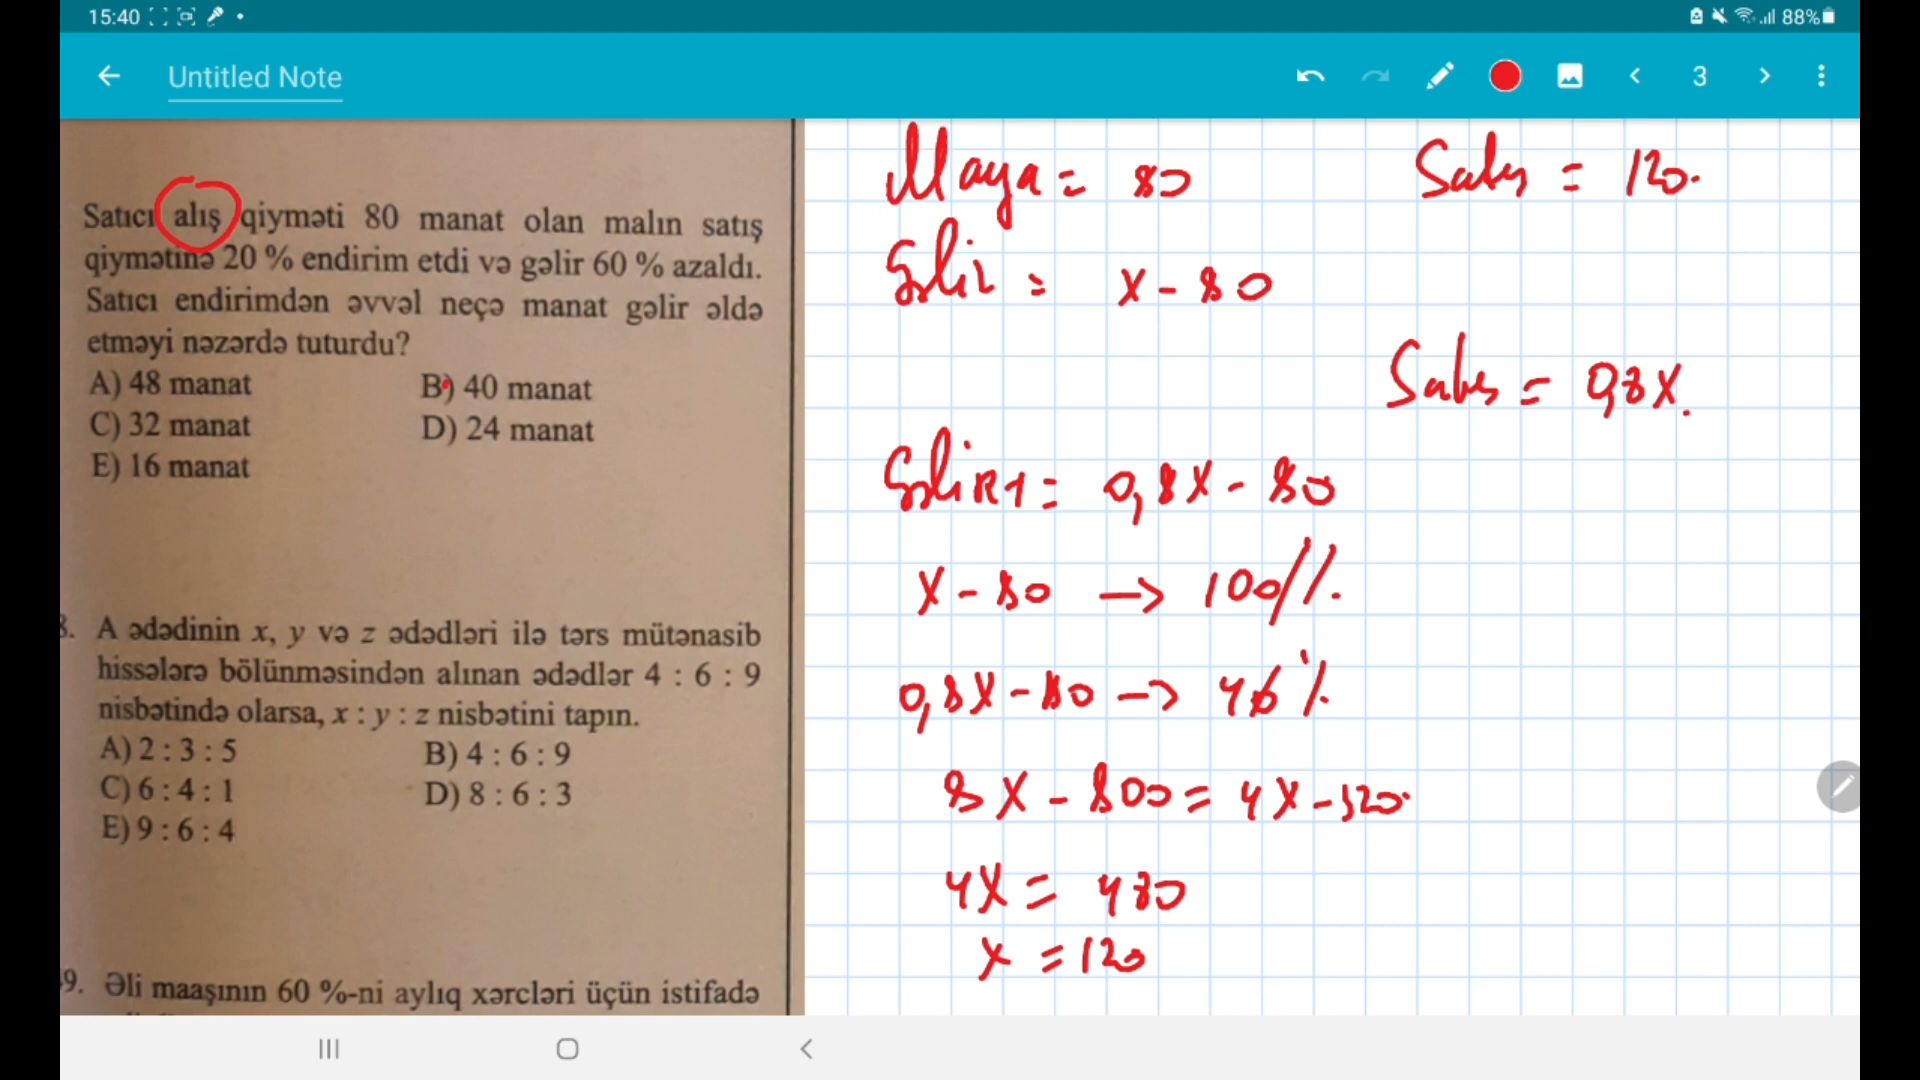 15:40
88%
Untitled Note
3
Satıcı alış qiyməti 80 manat olan malın satış
qiymətinə 20 % endirim etdi və gəlir 60 % azaldı.
Satıcı endirimdən əvvəl neçə manat gəlir əldə
etməyi nəzərdə tuturdu?
A) 48 manat B) 40 manat
C) 32 manat D) 24 manat
E) 16 manat
8. A ədədinin x, y və z ədədləri ilə tərs mütənasib
hissələrə bölünməsindən alınan ədədlər 4 : 6 : 9
nisbətində olarsa, x : y : z nisbətini tapın.
A) 2 : 3 : 5 B) 4 : 6 : 9
C) 6 : 4 : 1 D) 8 : 6 : 3
E) 9 : 6 : 4
9. Əli maaşının 60 %-ni aylıq xərcləri üçün istifadə
Maya = 80 Satış = 120.
Gəlir = x - 80
Satış = 0,8x.
Gəlir1 = 0,8x - 80
x - 80 → 100%.
0,8x - 80 → 40%.
8x - 800 = 4x - 320.
4x = 480
x = 120